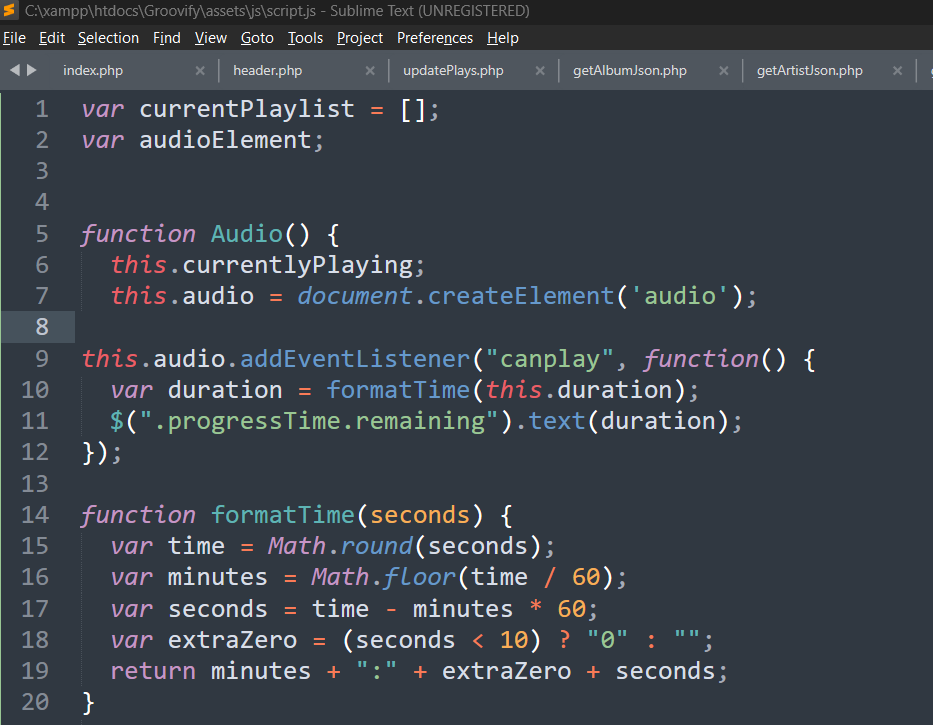 C:\xampp\htdocs\Groovify\assets\js\script.js - Sublime Text (UNREGISTERED)
File Edit Selection Find View Goto Tools Project Preferences Help
index.php × header.php × updatePlays.php × getAlbumJson.php × getArtistJson.php ×
1 var currentPlaylist = [];
2 var audioElement;
3
4
5 function Audio() {
6   this.currentlyPlaying;
7   this.audio = document.createElement('audio');
8
9 this.audio.addEventListener("canplay", function() {
10   var duration = formatTime(this.duration);
11   $(".progressTime.remaining").text(duration);
12 });
13
14 function formatTime(seconds) {
15   var time = Math.round(seconds);
16   var minutes = Math.floor(time / 60);
17   var seconds = time - minutes * 60;
18   var extraZero = (seconds < 10) ? "0" : "";
19   return minutes + ":" + extraZero + seconds;
20 }